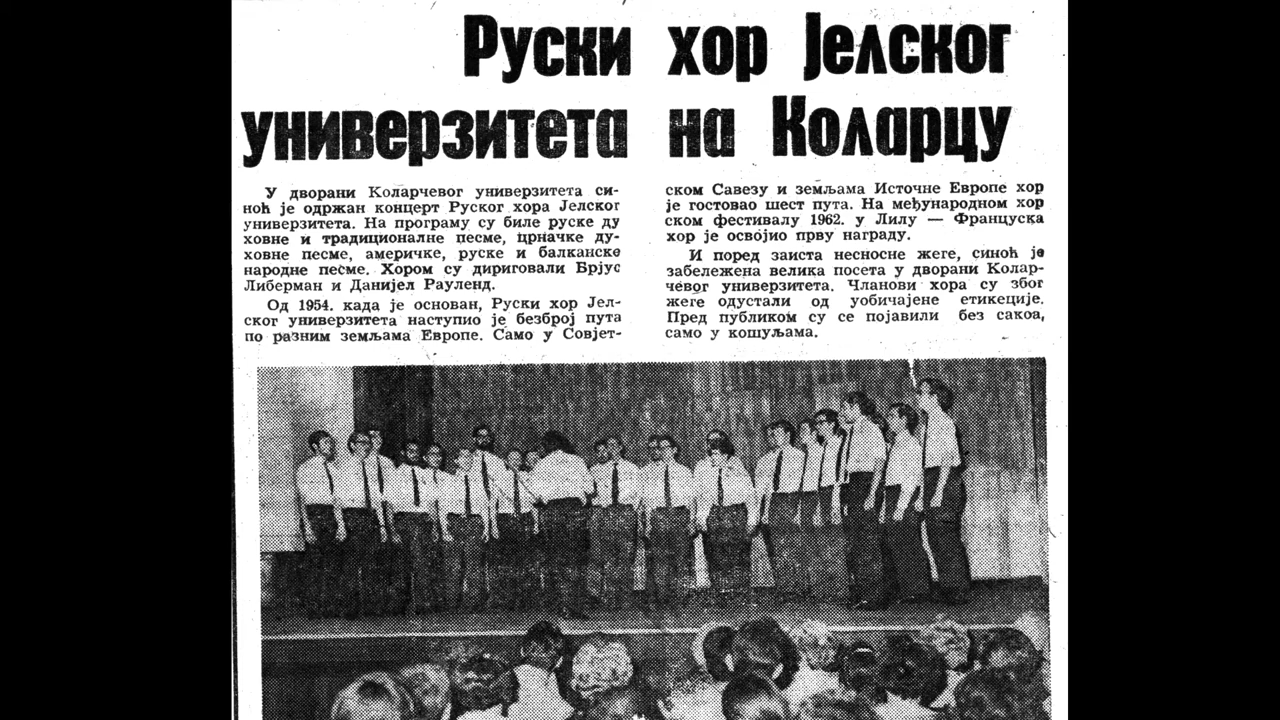 Руски хор Јелског
универзитета на Коларцу
У дворани Коларчевог универзитета си-
ноћ је одржан концерт Руског хора Јелског
универзитета. На програму су биле руске ду
ховне и традиционалне песме, црначке ду-
ховне песме, америчке, руске и балканске
народне песме. Хором су дириговали Брјус
Либерман и Данијел Рауленд.
Од 1954. када је основан, Руски хор Јел-
ског универзитета наступио је безброј пута
по разним земљама Европе. Само у Совјет-
ском Савезу и земљама Источне Европе хор
је гостовао шест пута. На међународном хор
ском фестивалу 1962. у Лилу — Француска
хор је освојио прву награду.
И поред заиста несносне жеге, синоћ је
забележена велика посета у дворани Колар-
чевог универзитета. Чланови хора су због
жеге одустали од уобичајене етикеције.
Пред публиком су се појавили без сакоа,
само у кошуљама.